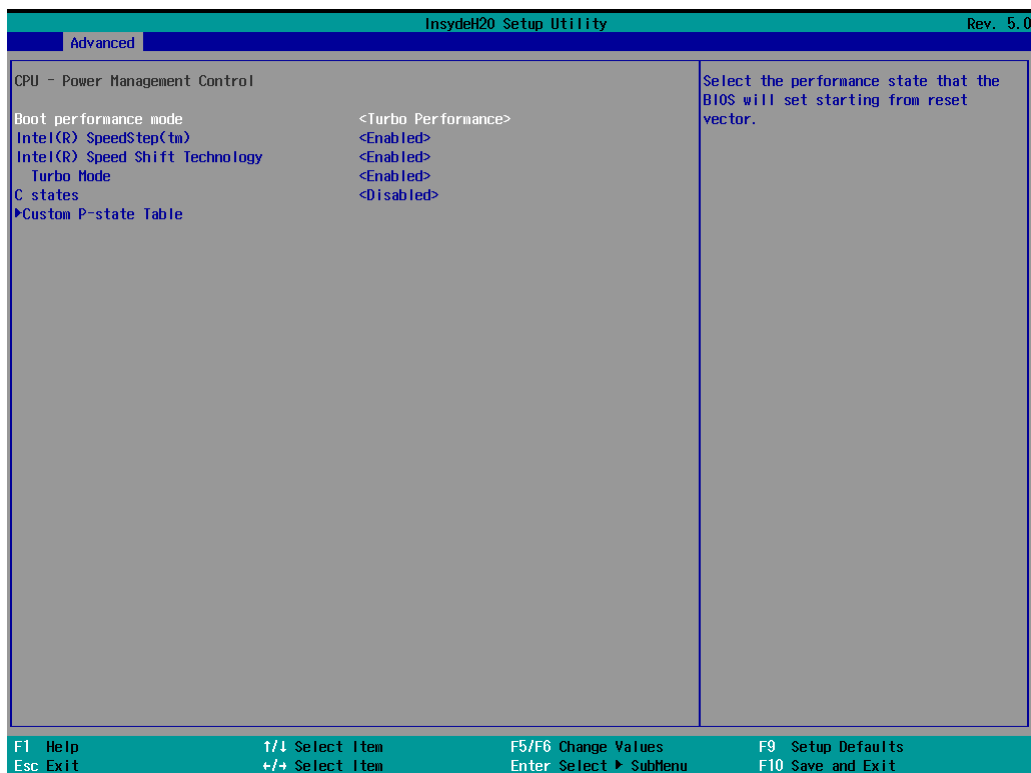 InsydeH20 Setup Utility Rev. 5.0
Advanced
CPU - Power Management Control
Boot performance mode <Turbo Performance>
Intel(R) SpeedStep(tm) <Enabled>
Intel(R) Speed Shift Technology <Enabled>
Turbo Mode <Enabled>
C states <Disabled>
▶Custom P-state Table
Select the performance state that the
BIOS will set starting from reset
vector.
F1 Help ↑/↓ Select Item F5/F6 Change Values F9 Setup Defaults
Esc Exit ←/→ Select Item Enter Select ▶ SubMenu F10 Save and Exit